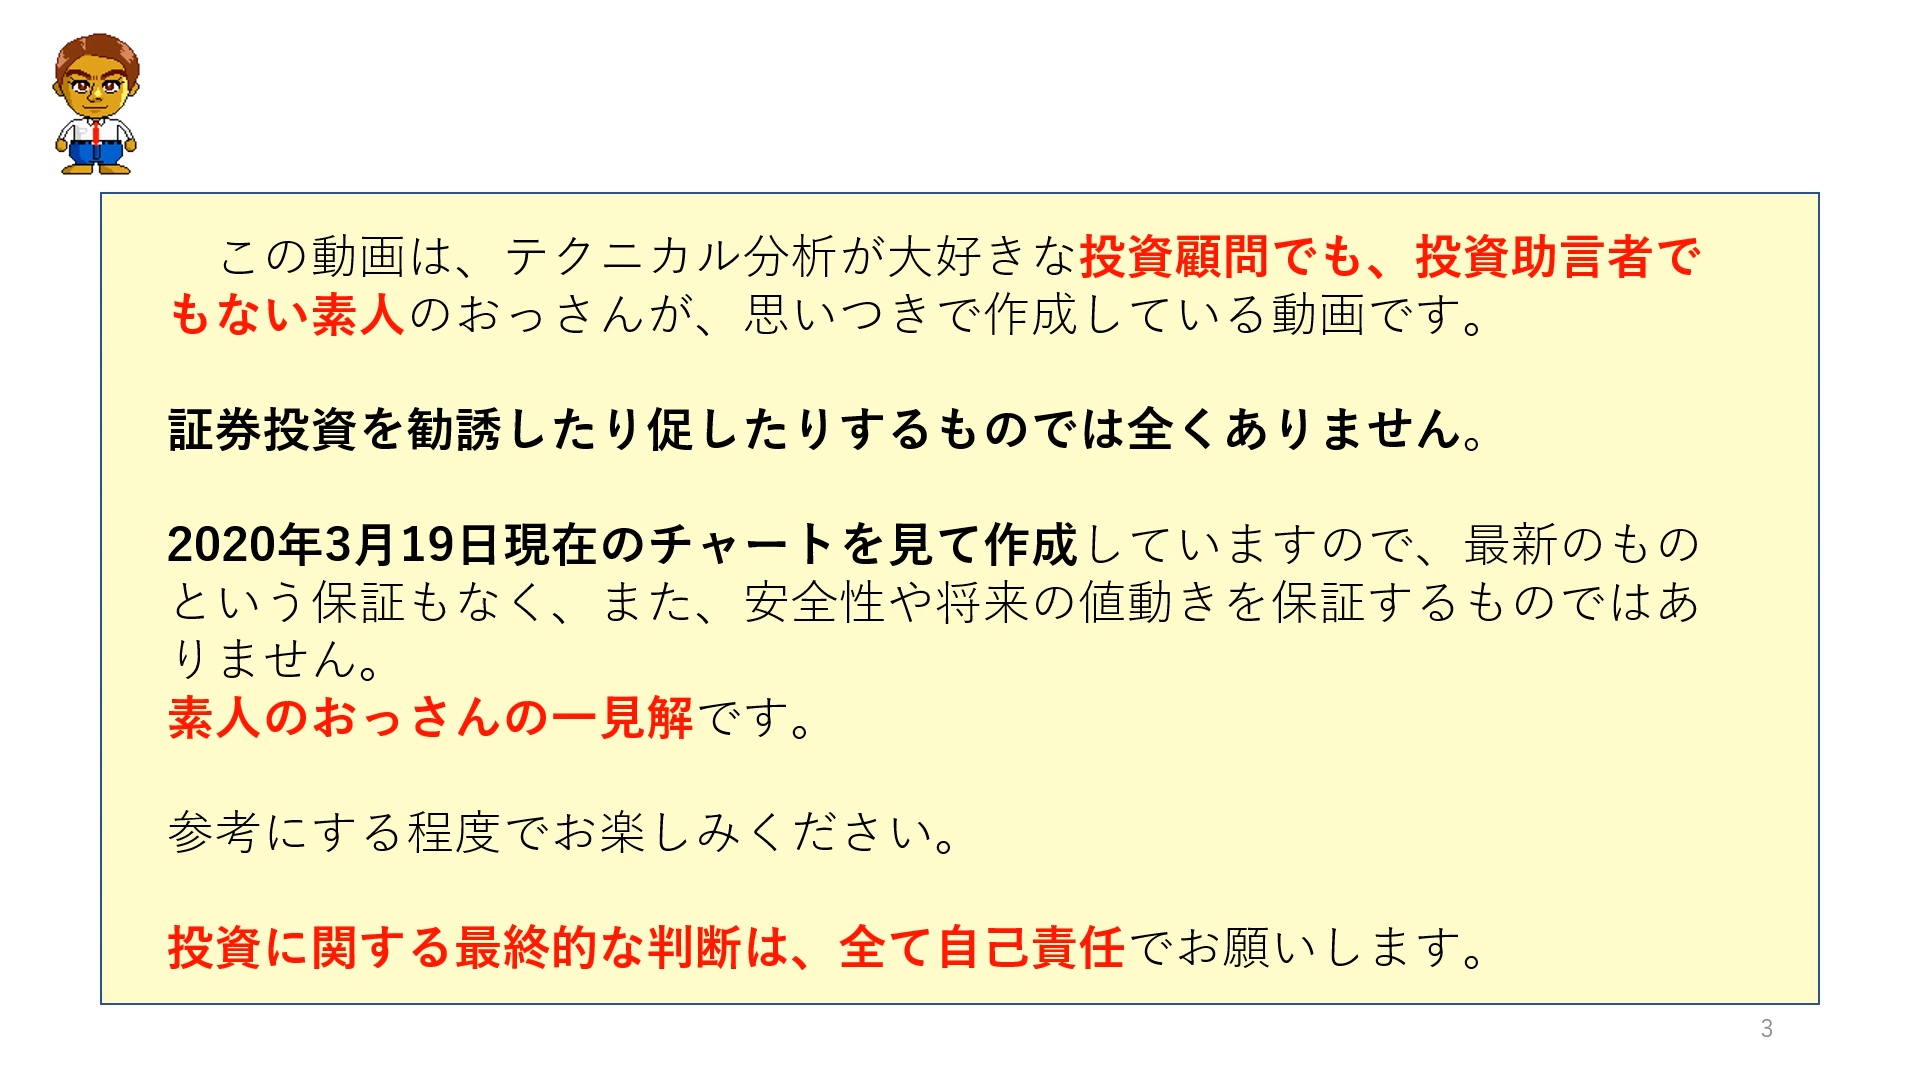 この動画は、テクニカル分析が大好きな投資顧問でも、投資助言者で
もない素人のおっさんが、思いつきで作成している動画です。
証券投資を勧誘したり促したりするものでは全くありません。
2020年3月19日現在のチャートを見て作成していますので、最新のもの
という保証もなく、また、安全性や将来の値動きを保証するものではあ
りません。
素人のおっさんの一見解です。
参考にする程度でお楽しみください。
投資に関する最終的な判断は、全て自己責任でお願いします。
3